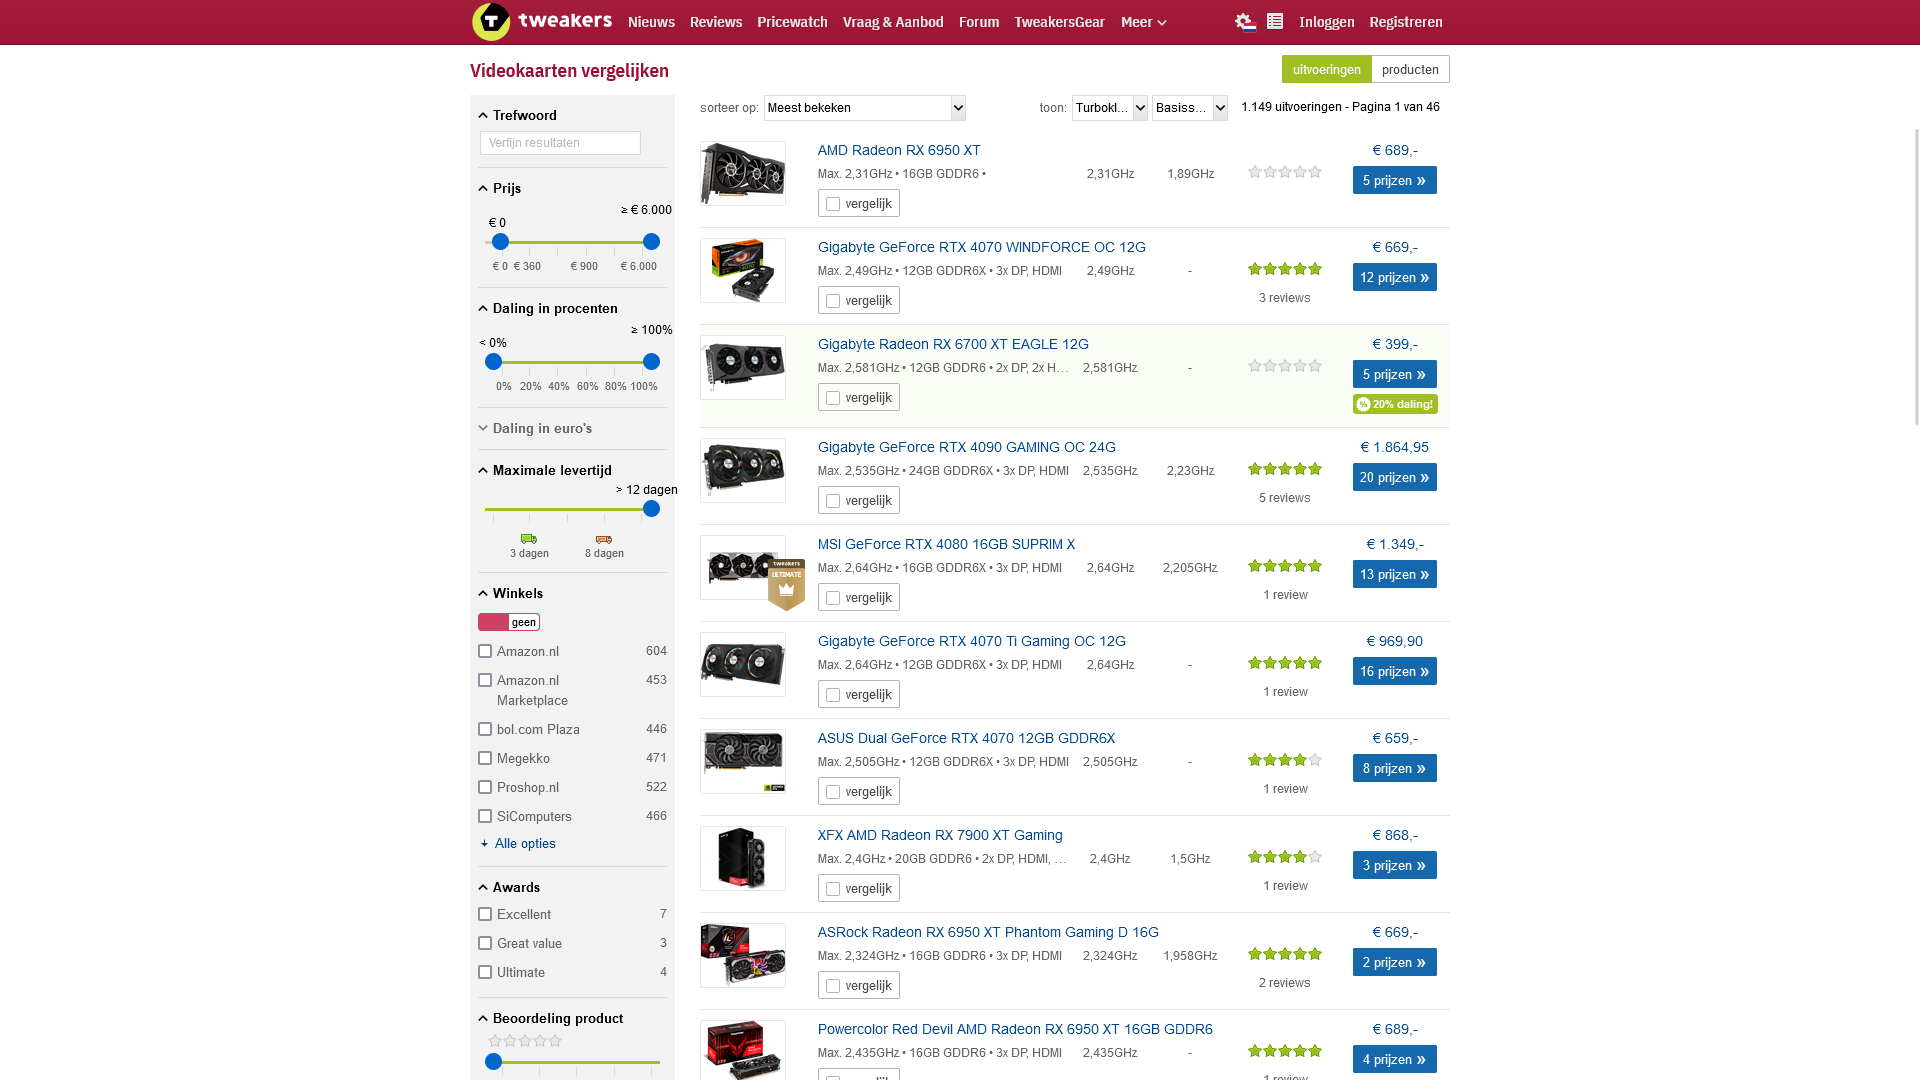 tweakers
Nieuws
Reviews
Pricewatch
Vraag & Aanbod
Forum
TweakersGear
Meer
Inloggen
Registreren
Videokaarten vergelijken
uitvoeringen
producten
Trefwoord
Verfijn resultaten
Prijs
≥ € 6.000
€ 0
€ 0 € 360 € 900 € 6.000
Daling in procenten
≥ 100%
< 0%
0% 20% 40% 60% 80% 100%
Daling in euro's
Maximale levertijd
> 12 dagen
3 dagen 8 dagen
Winkels
geen
Amazon.nl 604
Amazon.nl 453
Marketplace
bol.com Plaza 446
Megekko 471
Proshop.nl 522
SiComputers 466
Alle opties
Awards
Excellent 7
Great value 3
Ultimate 4
Beoordeling product
sorteer op: Meest bekeken
toon: Turbokl... Basiss... 1.149 uitvoeringen - Pagina 1 van 46
AMD Radeon RX 6950 XT € 689,-
Max. 2,31GHz • 16GB GDDR6 • 2,31GHz 1,89GHz
5 prijzen »
vergelijk
Gigabyte GeForce RTX 4070 WINDFORCE OC 12G € 669,-
Max. 2,49GHz • 12GB GDDR6X • 3x DP, HDMI 2,49GHz -
12 prijzen »
vergelijk 3 reviews
Gigabyte Radeon RX 6700 XT EAGLE 12G € 399,-
Max. 2,581GHz • 12GB GDDR6 • 2x DP, 2x H... 2,581GHz -
5 prijzen »
vergelijk
% 20% daling!
Gigabyte GeForce RTX 4090 GAMING OC 24G € 1.864,95
Max. 2,535GHz • 24GB GDDR6X • 3x DP, HDMI 2,535GHz 2,23GHz
20 prijzen »
vergelijk 5 reviews
MSI GeForce RTX 4080 16GB SUPRIM X € 1.349,-
Max. 2,64GHz • 16GB GDDR6X • 3x DP, HDMI 2,64GHz 2,205GHz
tweakers
ULTIMATE
13 prijzen »
vergelijk 1 review
Gigabyte GeForce RTX 4070 Ti Gaming OC 12G € 969,90
Max. 2,64GHz • 12GB GDDR6X • 3x DP, HDMI 2,64GHz -
16 prijzen »
vergelijk 1 review
ASUS Dual GeForce RTX 4070 12GB GDDR6X € 659,-
Max. 2,505GHz • 12GB GDDR6X • 3x DP, HDMI 2,505GHz -
8 prijzen »
vergelijk 1 review
XFX AMD Radeon RX 7900 XT Gaming € 868,-
Max. 2,4GHz • 20GB GDDR6 • 2x DP, HDMI, ... 2,4GHz 1,5GHz
3 prijzen »
vergelijk 1 review
ASRock Radeon RX 6950 XT Phantom Gaming D 16G € 669,-
Max. 2,324GHz • 16GB GDDR6 • 3x DP, HDMI 2,324GHz 1,958GHz
2 prijzen »
vergelijk 2 reviews
Powercolor Red Devil AMD Radeon RX 6950 XT 16GB GDDR6 € 689,-
Max. 2,435GHz • 16GB GDDR6 • 3x DP, HDMI 2,435GHz -
4 prijzen »
vergelijk 1 review